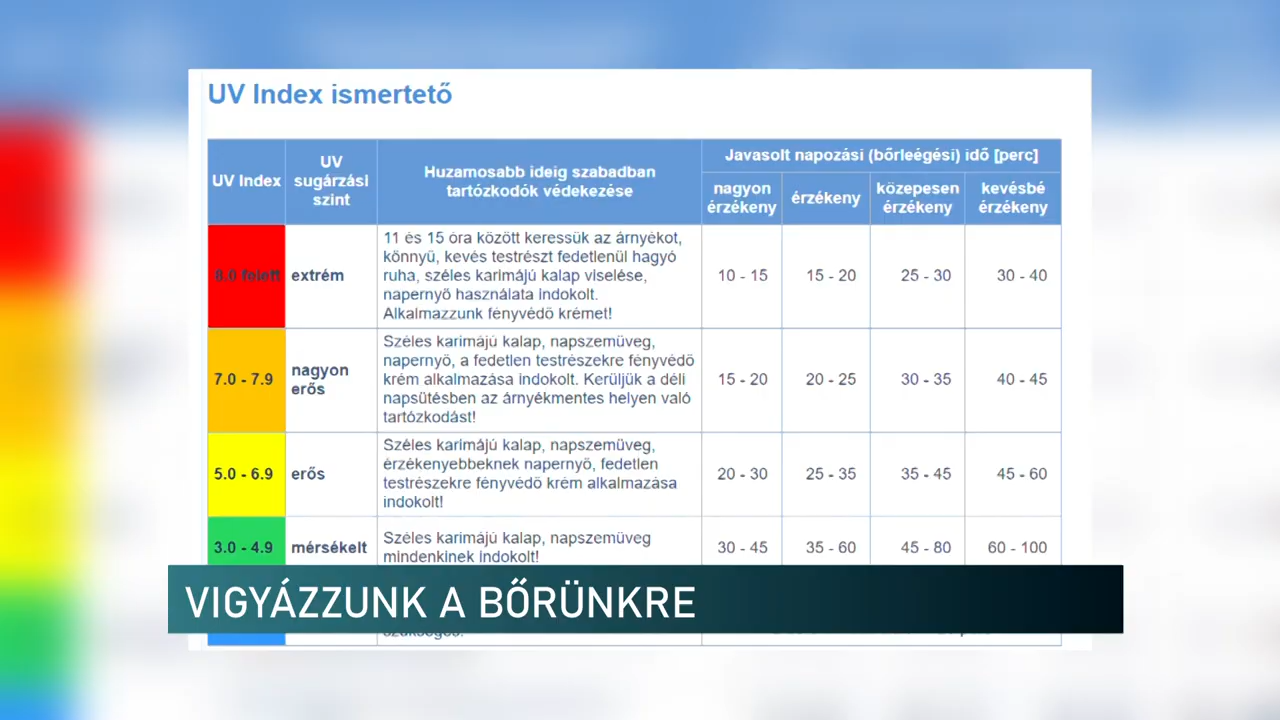 UV Index ismertető
UV Index
UV
sugárzási
szint
Huzamosabb ideig szabadban
tartózkodók védekezése
Javasolt napozási (bőrleégési) idő [perc]
nagyon
érzékeny
érzékeny
közepesen
érzékeny
kevésbé
érzékeny
8.0 felett
extrém
11 és 15 óra között keressük az árnyékot,
könnyű, kevés testrészt fedetlenül hagyó
ruha, széles karimájú kalap viselése,
napernyő használata indokolt.
Alkalmazzunk fényvédő krémet!
10 - 15
15 - 20
25 - 30
30 - 40
7.0 - 7.9
nagyon
erős
Széles karimájú kalap, napszemüveg,
napernyő, a fedetlen testrészekre fényvédő
krém alkalmazása indokolt. Kerüljük a déli
napsütésben az árnyékmentes helyen való
tartózkodást!
15 - 20
20 - 25
30 - 35
40 - 45
5.0 - 6.9
erős
Széles karimájú kalap, napszemüveg,
érzékenyebbeknek napernyő, fedetlen
testrészekre fényvédő krém alkalmazása
indokolt!
20 - 30
25 - 35
35 - 45
45 - 60
3.0 - 4.9
mérsékelt
Széles karimájú kalap, napszemüveg
mindenkinek indokolt!
30 - 45
35 - 60
45 - 80
60 - 100
VIGYÁZZUNK A BŐRÜNKRE